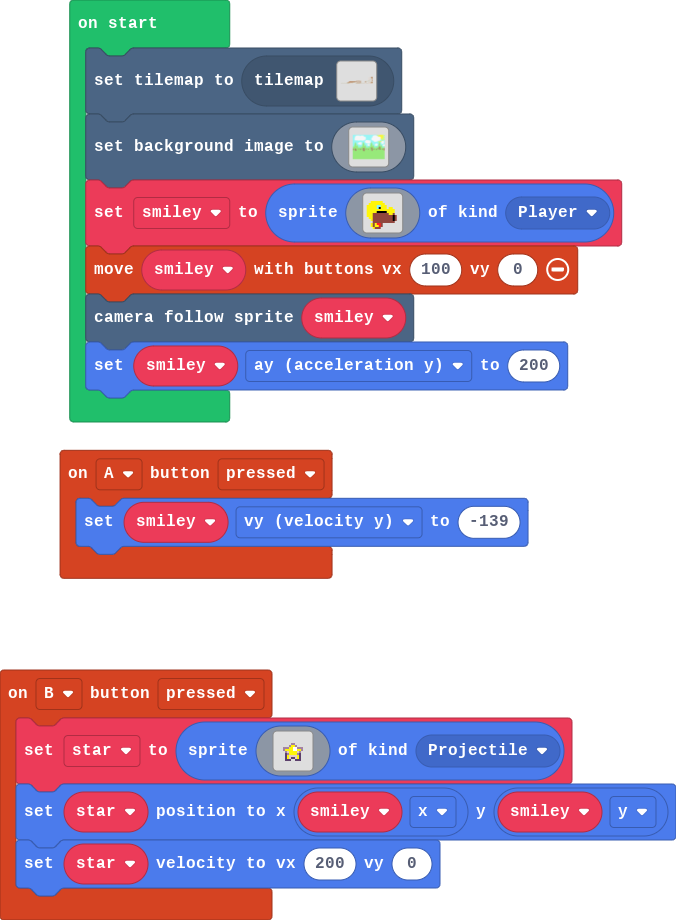 on start
set tilemap to tilemap
set background image to
set smiley to sprite of kind Player
move smiley with buttons vx 100 vy 0
camera follow sprite smiley
set smiley ay (acceleration y) to 200
on A button pressed
set smiley vy (velocity y) to -139
on B button pressed
set star to sprite of kind Projectile
set star position to x smiley x y smiley y
set star velocity to vx 200 vy 0